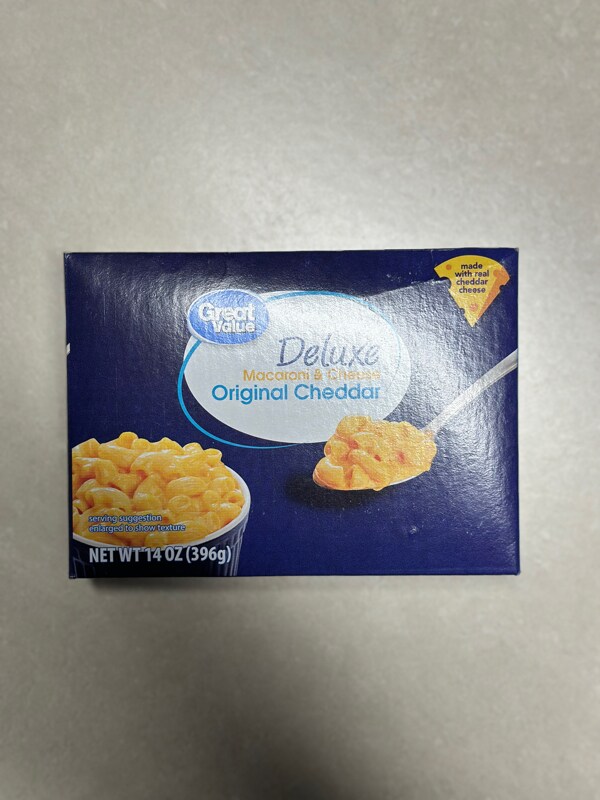 made
with real
cheddar
cheese
Great
Value
Deluxe
Macaroni & Cheese
Original Cheddar
serving suggestion
enlarged to show texture
NET WT 14 OZ (396g)